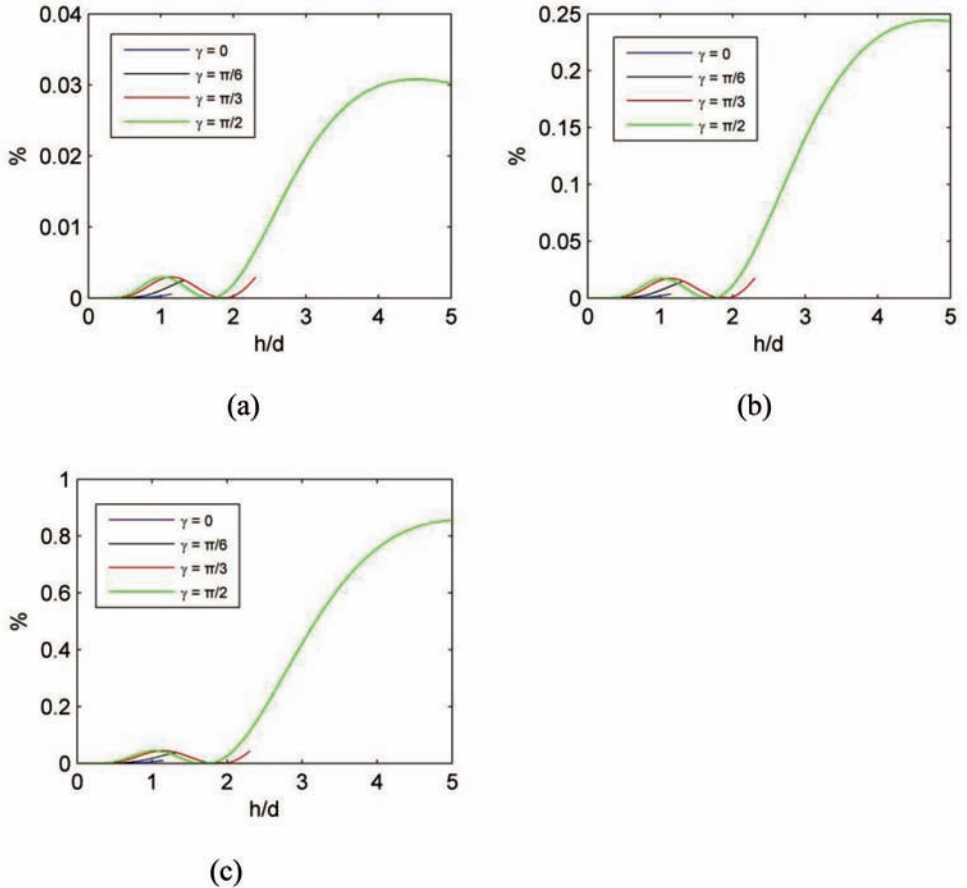 0.04
0.03
0.02
0.01
0
%
γ = 0
γ = π/6
γ = π/3
γ = π/2
0 1 2 3 4 5
h/d
(a)
0.25
0.2
0.15
0.1
0.05
0
%
γ = 0
γ = π/6
γ = π/3
γ = π/2
0 1 2 3 4 5
h/d
(b)
1
0.8
0.6
0.4
0.2
0
%
γ = 0
γ = π/6
γ = π/3
γ = π/2
0 1 2 3 4 5
h/d
(c)